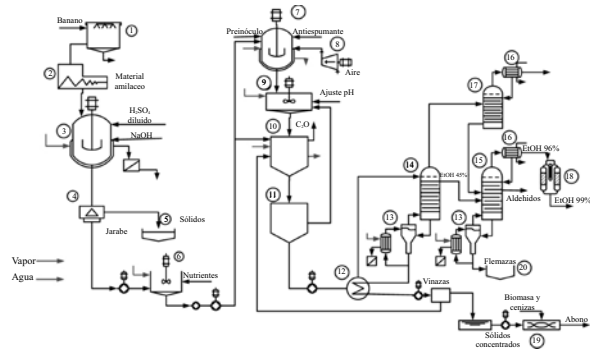 Banano
1
2
Material
amilaceo
3
H₂SO₄
diluido
NaOH
4
5
Sólidos
Jarabe
Vapor
Agua
6
Nutrientes
7
Preinóculo
Antiespumante
8
Aire
9
Ajuste pH
10
C₂O
11
12
13
14
EtOH 45%
13
15
16
17
16
EtOH 96%
18
Aldehidos
EtOH 99%
Flemazas
20
Vinazas
Sólidos
concentrados
Biomasa y
cenizas
19
Abono